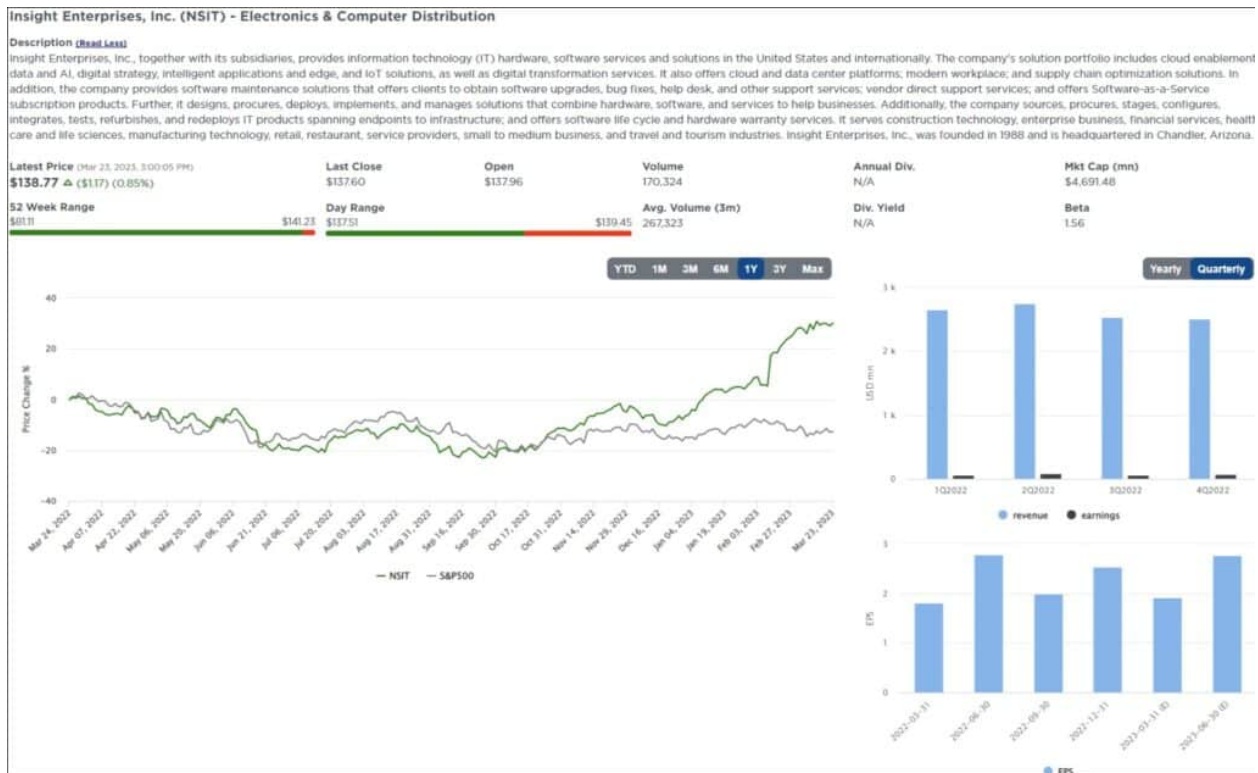 Insight Enterprises, Inc. (NSIT) - Electronics & Computer Distribution
Description (Read Less)
Insight Enterprises, Inc., together with its subsidiaries, provides information technology (IT) hardware, software services and solutions in the United States and internationally. The company's solution portfolio includes cloud enablement
data and AI, digital strategy, intelligent applications and edge, and IoT solutions, as well as digital transformation services. It also offers cloud and data center platforms; modern workplace; and supply chain optimization solutions. In
addition, the company provides software maintenance solutions that offers clients to obtain software upgrades, bug fixes, help desk, and other support services; vendor direct support services; and offers Software-as-a-Service
subscription products. Further, it designs, procures, deploys, implements, and manages solutions that combine hardware, software, and services to help businesses. Additionally, the company sources, procures, stages, configures,
integrates, tests, refurbishes, and redeploys IT products spanning endpoints to infrastructure; and offers software life cycle and hardware warranty services. It serves construction technology, enterprise business, financial services, health
care and life sciences, manufacturing technology, retail, restaurant, service providers, small to medium business, and travel and tourism industries. Insight Enterprises, Inc., was founded in 1988 and is headquartered in Chandler, Arizona.
Latest Price (Mar 23, 2023, 3:00:05 PM) Last Close Open Volume Annual Div. Mkt Cap (mn)
$138.77 ($1.17) (0.85%) $137.60 $137.96 170,324 N/A $4,691.48
52 Week Range Day Range Avg. Volume (3m) Div. Yield Beta
$81.11 $141.23 $137.51 $139.45 267,323 N/A 1.56
YTD 1M 3M 6M 1Y 3Y Max
Price Change %
40
20
0
-20
-40
Mar 24, 2022 Apr 07, 2022 Apr 22, 2022 May 06, 2022 May 20, 2022 Jun 06, 2022 Jun 21, 2022 Jul 06, 2022 Jul 20, 2022 Aug 03, 2022 Aug 17, 2022 Aug 31, 2022 Sep 16, 2022 Sep 30, 2022 Oct 17, 2022 Oct 31, 2022 Nov 14, 2022 Nov 29, 2022 Dec 16, 2022 Jan 04, 2023 Jan 19, 2023 Feb 03, 2023 Feb 27, 2023 Mar 23, 2023
NSIT S&P500
Yearly Quarterly
USD mn
3 k
2 k
1 k
0
1Q2022 2Q2022 3Q2022 4Q2022
revenue earnings
EPS
3
2
1
0
2022-03-31 2022-06-30 2022-09-30 2022-12-31 2023-03-31 (E) 2023-06-30 (E)
EPS